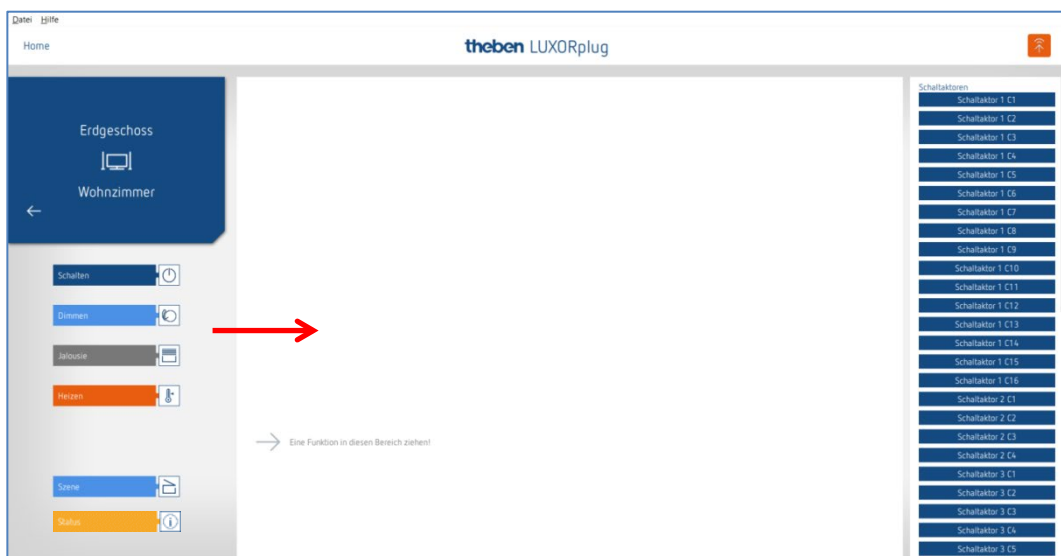 Datei Hilfe
Home
theben LUXORplug
Erdgeschoss
Wohnzimmer
Schalten
Dimmen
Jalousie
Heizen
Szene
Status
Eine Funktion in diesen Bereich ziehen!
Schaltaktoren
Schaltaktor 1 C1
Schaltaktor 1 C2
Schaltaktor 1 C3
Schaltaktor 1 C4
Schaltaktor 1 C5
Schaltaktor 1 C6
Schaltaktor 1 C7
Schaltaktor 1 C8
Schaltaktor 1 C9
Schaltaktor 1 C10
Schaltaktor 1 C11
Schaltaktor 1 C12
Schaltaktor 1 C13
Schaltaktor 1 C14
Schaltaktor 1 C15
Schaltaktor 1 C16
Schaltaktor 2 C1
Schaltaktor 2 C2
Schaltaktor 2 C3
Schaltaktor 2 C4
Schaltaktor 3 C1
Schaltaktor 3 C2
Schaltaktor 3 C3
Schaltaktor 3 C4
Schaltaktor 3 C5